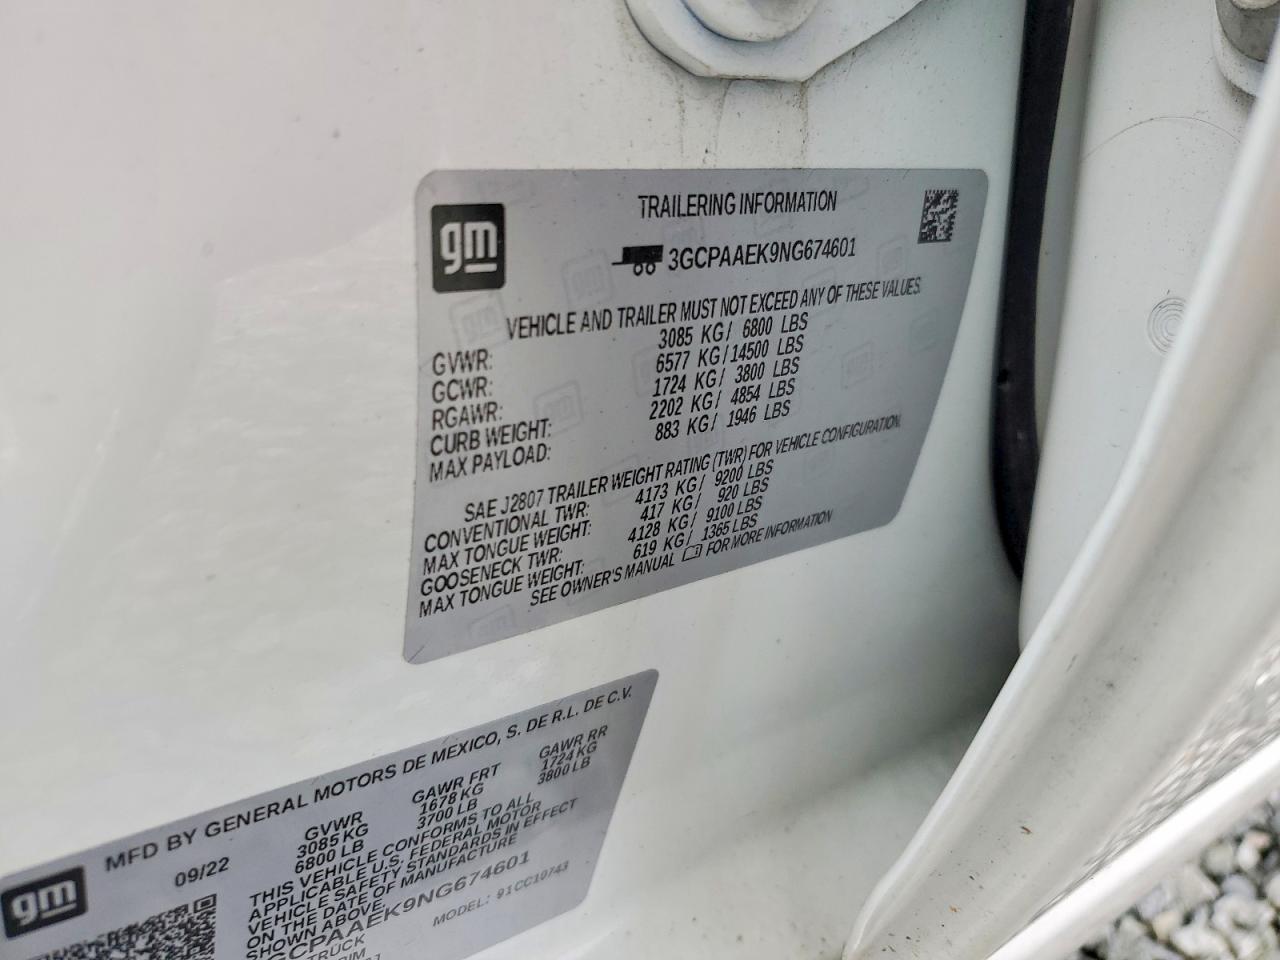 gm
TRAILERING INFORMATION
3GCPAAEK9NG674601
VEHICLE AND TRAILER MUST NOT EXCEED ANY OF THESE VALUES.
GVWR: 3085 KG/ 6800 LBS
GCWR: 6577 KG/14500 LBS
RGAWR: 1724 KG/ 3800 LBS
CURB WEIGHT: 2202 KG/ 4854 LBS
MAX PAYLOAD: 883 KG/ 1946 LBS
SAE J2807 TRAILER WEIGHT RATING (TWR) FOR VEHICLE CONFIGURATION.
CONVENTIONAL TWR: 4173 KG/ 9200 LBS
MAX TONGUE WEIGHT: 417 KG/ 920 LBS
GOOSENECK TWR: 4128 KG/ 9100 LBS
MAX TONGUE WEIGHT: 619 KG/ 1365 LBS
SEE OWNER'S MANUAL FOR MORE INFORMATION
gm
MFD BY GENERAL MOTORS DE MEXICO, S. DE R.L. DE C.V.
09/22
GVWR GAWR FRT GAWR RR
3085 KG 1678 KG 1724 KG
6800 LB 3700 LB 3800 LB
THIS VEHICLE CONFORMS TO ALL
APPLICABLE U.S. FEDERAL MOTOR
VEHICLE SAFETY STANDARDS IN EFFECT
ON THE DATE OF MANUFACTURE
SHOWN ABOVE.
GCPAAEK9NG674601
TRUCK
MODEL: 91CC10743